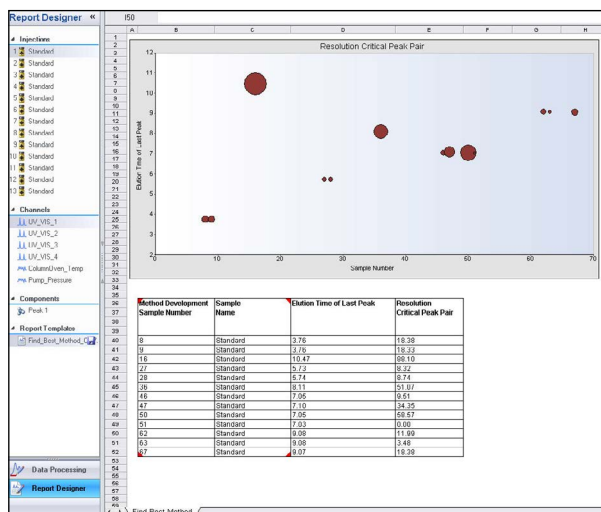 Report Designer «
I50
Injections
1 Standard
2 Standard
3 Standard
4 Standard
5 Standard
6 Standard
7 Standard
8 Standard
9 Standard
10 Standard
11 Standard
12 Standard
13 Standard
Channels
UV_VIS_1
UV_VIS_2
UV_VIS_3
UV_VIS_4
ColumnOven_Temp
Pump_Pressure
Components
Peak 1
Report Templates
Find_Best_Method_
Data Processing
Report Designer
A B C D E F G H
Resolution Critical Peak Pair
Elution Time of Last Peak
12
11
10
9
8
7
6
5
4
3
2
0 10 20 30 40 50 60 70
Sample Number
Method Development Sample Elution Time of Last Peak Resolution
Sample Number Name Critical Peak Pair
8 Standard 3.76 18.38
9 Standard 3.76 18.33
16 Standard 10.47 88.10
27 Standard 5.73 8.32
28 Standard 5.74 8.74
36 Standard 8.11 51.07
46 Standard 7.05 9.51
47 Standard 7.10 34.35
50 Standard 7.05 58.57
51 Standard 7.03 0.00
62 Standard 9.08 11.99
63 Standard 9.08 3.48
67 Standard 9.07 18.38
Find Best Method